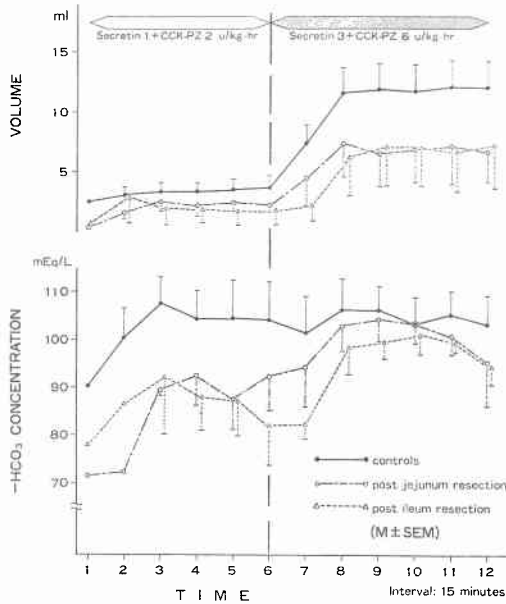 ml
Secretin 1+CCK-PZ 2 u/kg-hr
Secretin 3+CCK-PZ 6 u/kg-hr
15
VOLUME
10
5
mEq/L
110
-HCO₃ CONCENTRATION
100
90
80
70
controls
post jejunum resection
post ileum resection
(M±SEM)
1 2 3 4 5 6 7 8 9 10 11 12
TIME
Interval: 15 minutes